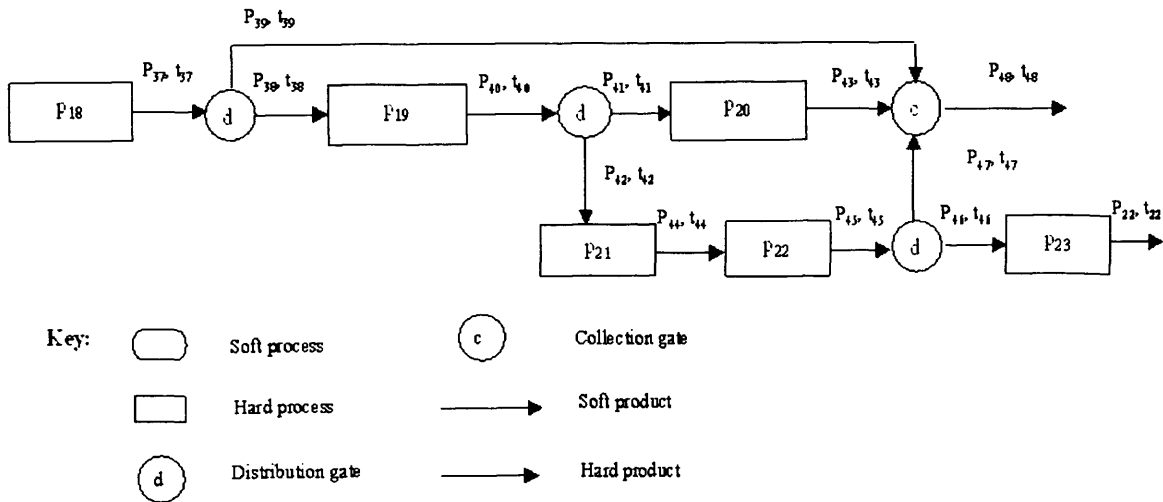 P39, t39
P37, t37
P38, t38
P40, t40
P41, t41
P43, t43
P48, t48
P18
d
P19
d
P20
c
P42, t42
P47, t47
P44, t44
P45, t45
P46, t46
P22, t22
P21
P22
d
P23
Key:
Soft process
c
Collection gate
Hard process
Soft product
d
Distribution gate
Hard product